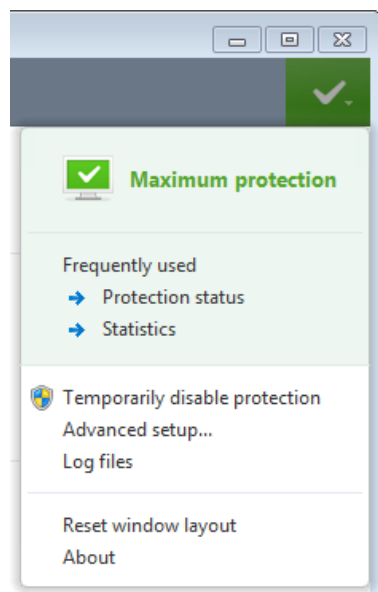 Maximum protection
Frequently used
Protection status
Statistics
Temporarily disable protection
Advanced setup...
Log files
Reset window layout
About